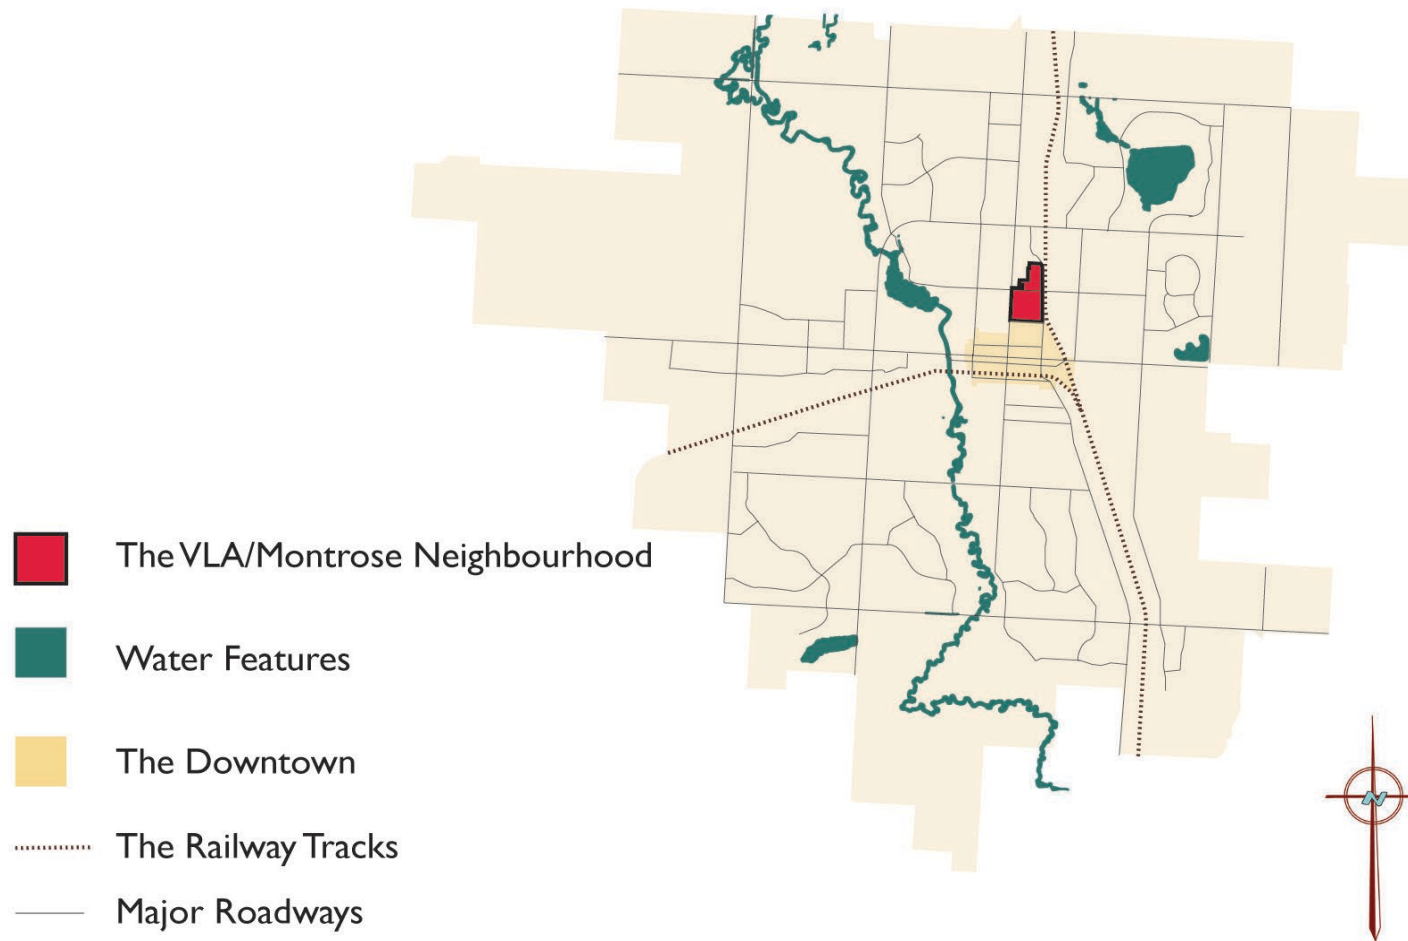 The VLA/Montrose Neighbourhood
Water Features
The Downtown
The Railway Tracks
Major Roadways
N